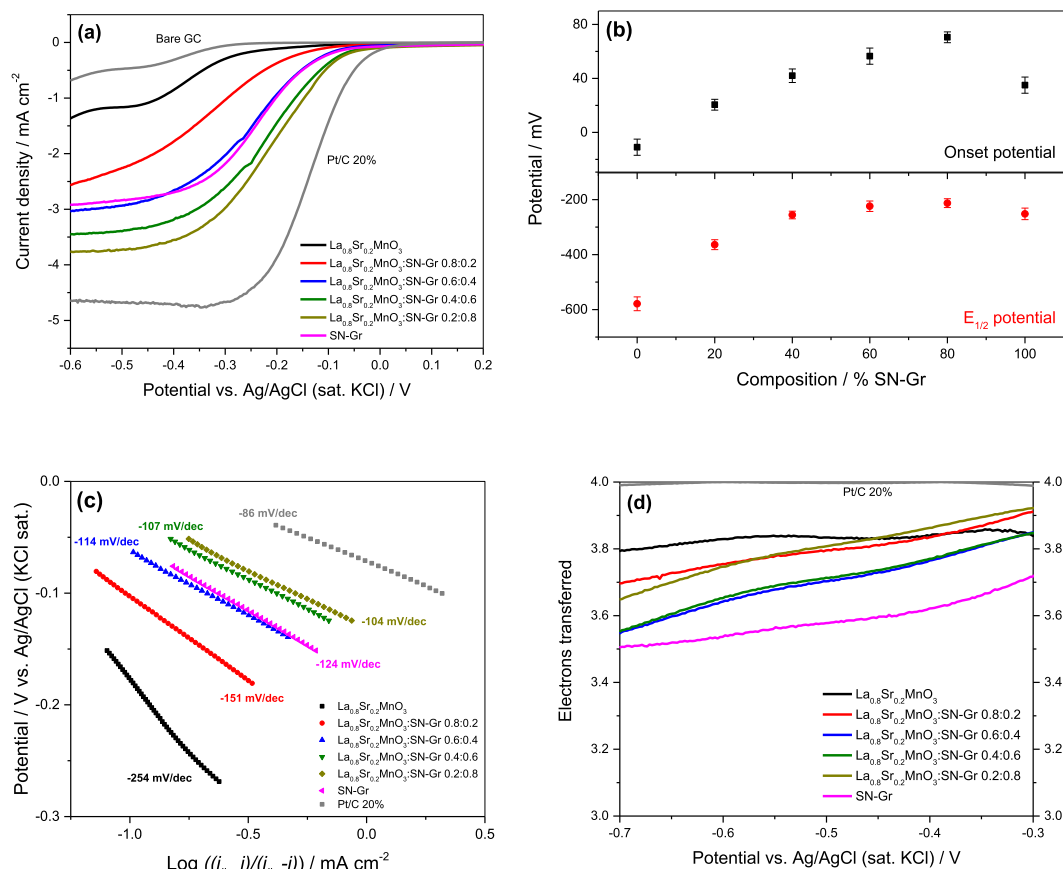 (a)
Bare GC
Pt/C 20%
La0.8Sr0.2MnO3
La0.8Sr0.2MnO3:SN-Gr 0.8:0.2
La0.8Sr0.2MnO3:SN-Gr 0.6:0.4
La0.8Sr0.2MnO3:SN-Gr 0.4:0.6
La0.8Sr0.2MnO3:SN-Gr 0.2:0.8
SN-Gr
0
-1
-2
-3
-4
-5
Current density / mA cm-2
-0.6 -0.5 -0.4 -0.3 -0.2 -0.1 0.0 0.1 0.2
Potential vs. Ag/AgCl (sat. KCl) / V
(b)
80
40
0
Onset potential
-200
-400
-600
E1/2 potential
Potential / mV
0 20 40 60 80 100
Composition / % SN-Gr
(c)
0.0
-0.1
-0.2
-0.3
Potential / V vs. Ag/AgCl (KCl sat.)
-86 mV/dec
-107 mV/dec
-114 mV/dec
-104 mV/dec
-124 mV/dec
-151 mV/dec
-254 mV/dec
La0.8Sr0.2MnO3
La0.8Sr0.2MnO3:SN-Gr 0.8:0.2
La0.8Sr0.2MnO3:SN-Gr 0.6:0.4
La0.8Sr0.2MnO3:SN-Gr 0.4:0.6
La0.8Sr0.2MnO3:SN-Gr 0.2:0.8
SN-Gr
Pt/C 20%
-1.0 -0.5 0.0 0.5
/ mA cm-2
(d)
Pt/C 20%
4.0 4.0
3.8 3.8
3.6 3.6
3.4 3.4
3.2 3.2
3.0 3.0
Electrons transferred
La0.8Sr0.2MnO3
La0.8Sr0.2MnO3:SN-Gr 0.8:0.2
La0.8Sr0.2MnO3:SN-Gr 0.6:0.4
La0.8Sr0.2MnO3:SN-Gr 0.4:0.6
La0.8Sr0.2MnO3:SN-Gr 0.2:0.8
SN-Gr
-0.7 -0.6 -0.5 -0.4 -0.3
Potential vs. Ag/AgCl (sat. KCl) / V